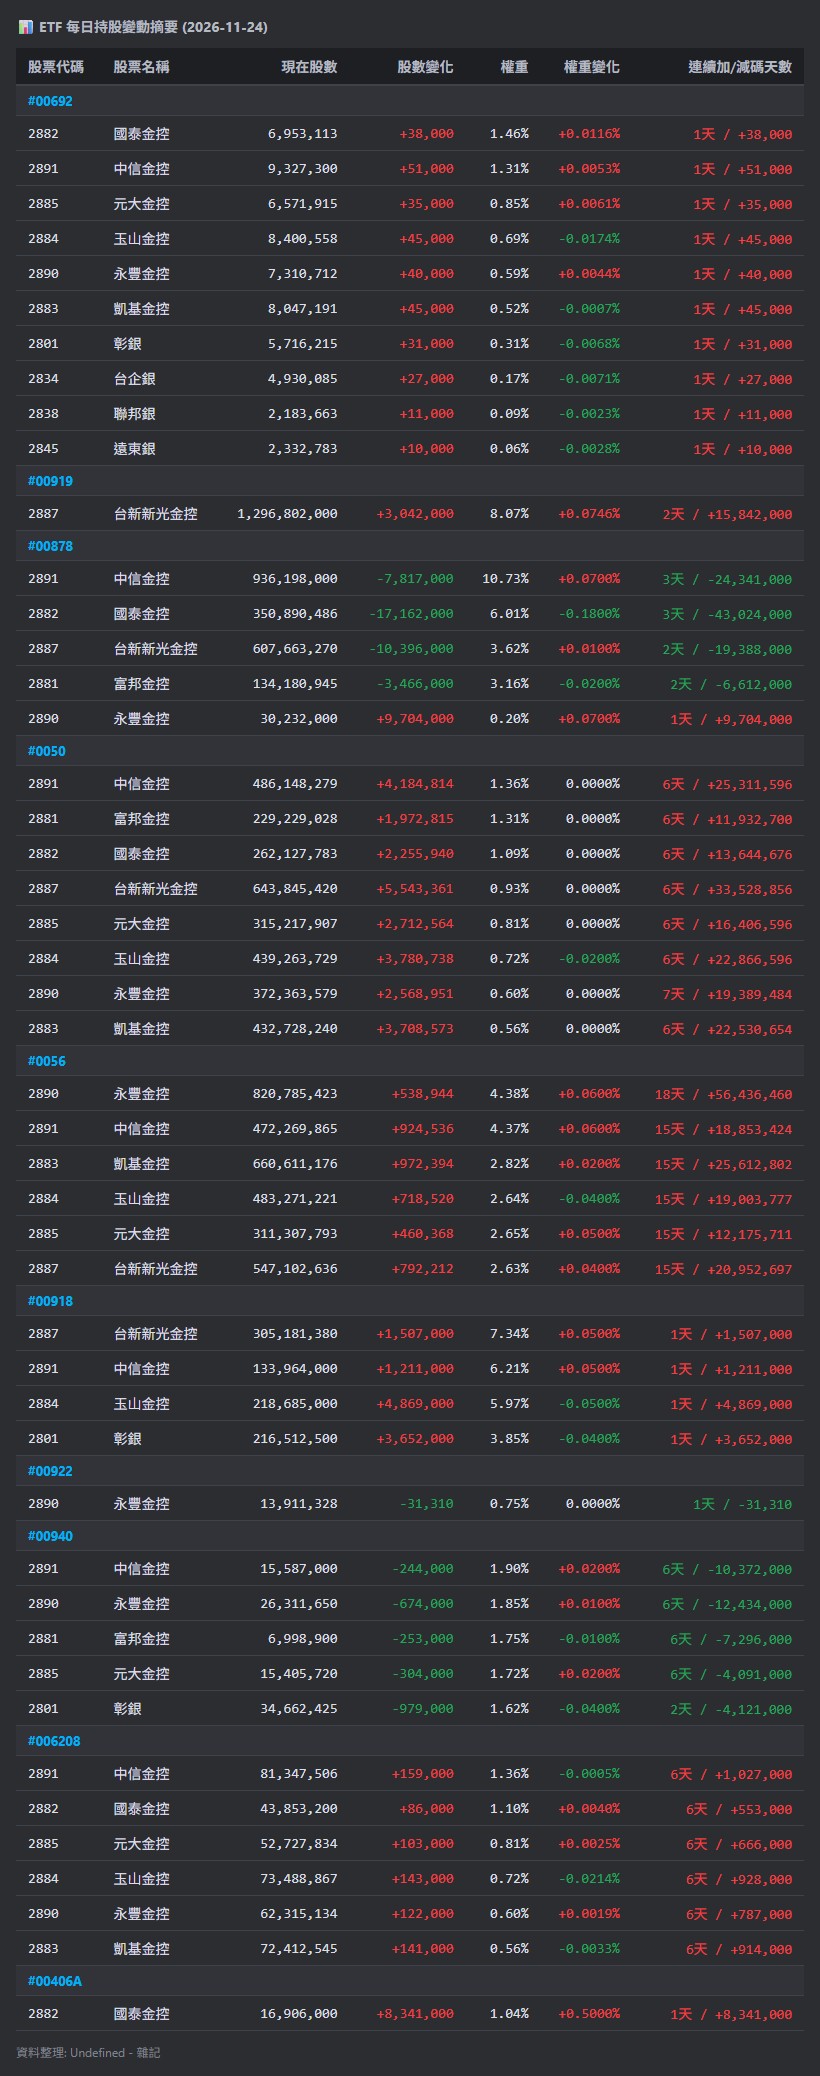 📊 ETF 每日持股變動摘要 (2026-11-24)
股票代碼 股票名稱 現在股數 股數變化 權重 權重變化 連續加/減碼天數
#00692
2882 國泰金控 6,953,113 +38,000 1.46% +0.0116% 1天 / +38,000
2891 中信金控 9,327,300 +51,000 1.31% +0.0053% 1天 / +51,000
2885 元大金控 6,571,915 +35,000 0.85% +0.0061% 1天 / +35,000
2884 玉山金控 8,400,558 +45,000 0.69% -0.0174% 1天 / +45,000
2890 永豐金控 7,310,712 +40,000 0.59% +0.0044% 1天 / +40,000
2883 凱基金控 8,047,191 +45,000 0.52% -0.0007% 1天 / +45,000
2801 彰銀 5,716,215 +31,000 0.31% -0.0068% 1天 / +31,000
2834 台企銀 4,930,085 +27,000 0.17% -0.0071% 1天 / +27,000
2838 聯邦銀 2,183,663 +11,000 0.09% -0.0023% 1天 / +11,000
2845 遠東銀 2,332,783 +10,000 0.06% -0.0028% 1天 / +10,000
#00919
2887 台新新光金控 1,296,802,000 +3,042,000 8.07% +0.0746% 2天 / +15,842,000
#00878
2891 中信金控 936,198,000 -7,817,000 10.73% +0.0700% 3天 / -24,341,000
2882 國泰金控 350,890,486 -17,162,000 6.01% -0.1800% 3天 / -43,024,000
2887 台新新光金控 607,663,270 -10,396,000 3.62% +0.0100% 2天 / -19,388,000
2881 富邦金控 134,180,945 -3,466,000 3.16% -0.0200% 2天 / -6,612,000
2890 永豐金控 30,232,000 +9,704,000 0.20% +0.0700% 1天 / +9,704,000
#0050
2891 中信金控 486,148,279 +4,184,814 1.36% 0.0000% 6天 / +25,311,596
2881 富邦金控 229,229,028 +1,972,815 1.31% 0.0000% 6天 / +11,932,700
2882 國泰金控 262,127,783 +2,255,940 1.09% 0.0000% 6天 / +13,644,676
2887 台新新光金控 643,845,420 +5,543,361 0.93% 0.0000% 6天 / +33,528,856
2885 元大金控 315,217,907 +2,712,564 0.81% 0.0000% 6天 / +16,406,596
2884 玉山金控 439,263,729 +3,780,738 0.72% -0.0200% 6天 / +22,866,596
2890 永豐金控 372,363,579 +2,568,951 0.60% 0.0000% 7天 / +19,389,484
2883 凱基金控 432,728,240 +3,708,573 0.56% 0.0000% 6天 / +22,530,654
#0056
2890 永豐金控 820,785,423 +538,944 4.38% +0.0600% 18天 / +56,436,460
2891 中信金控 472,269,865 +924,536 4.37% +0.0600% 15天 / +18,853,424
2883 凱基金控 660,611,176 +972,394 2.82% +0.0200% 15天 / +25,612,802
2884 玉山金控 483,271,221 +718,520 2.64% -0.0400% 15天 / +19,003,777
2885 元大金控 311,307,793 +460,368 2.65% +0.0500% 15天 / +12,175,711
2887 台新新光金控 547,102,636 +792,212 2.63% +0.0400% 15天 / +20,952,697
#00918
2887 台新新光金控 305,181,380 +1,507,000 7.34% +0.0500% 1天 / +1,507,000
2891 中信金控 133,964,000 +1,211,000 6.21% +0.0500% 1天 / +1,211,000
2884 玉山金控 218,685,000 +4,869,000 5.97% -0.0500% 1天 / +4,869,000
2801 彰銀 216,512,500 +3,652,000 3.85% -0.0400% 1天 / +3,652,000
#00922
2890 永豐金控 13,911,328 -31,310 0.75% 0.0000% 1天 / -31,310
#00940
2891 中信金控 15,587,000 -244,000 1.90% +0.0200% 6天 / -10,372,000
2890 永豐金控 26,311,650 -674,000 1.85% +0.0100% 6天 / -12,434,000
2881 富邦金控 6,998,900 -253,000 1.75% -0.0100% 6天 / -7,296,000
2885 元大金控 15,405,720 -304,000 1.72% +0.0200% 6天 / -4,091,000
2801 彰銀 34,662,425 -979,000 1.62% -0.0400% 2天 / -4,121,000
#006208
2891 中信金控 81,347,506 +159,000 1.36% -0.0005% 6天 / +1,027,000
2882 國泰金控 43,853,200 +86,000 1.10% +0.0040% 6天 / +553,000
2885 元大金控 52,727,834 +103,000 0.81% +0.0025% 6天 / +666,000
2884 玉山金控 73,488,867 +143,000 0.72% -0.0214% 6天 / +928,000
2890 永豐金控 62,315,134 +122,000 0.60% +0.0019% 6天 / +787,000
2883 凱基金控 72,412,545 +141,000 0.56% -0.0033% 6天 / +914,000
#00406A
2882 國泰金控 16,906,000 +8,341,000 1.04% +0.5000% 1天 / +8,341,000
資料整理: Undefined - 雜記